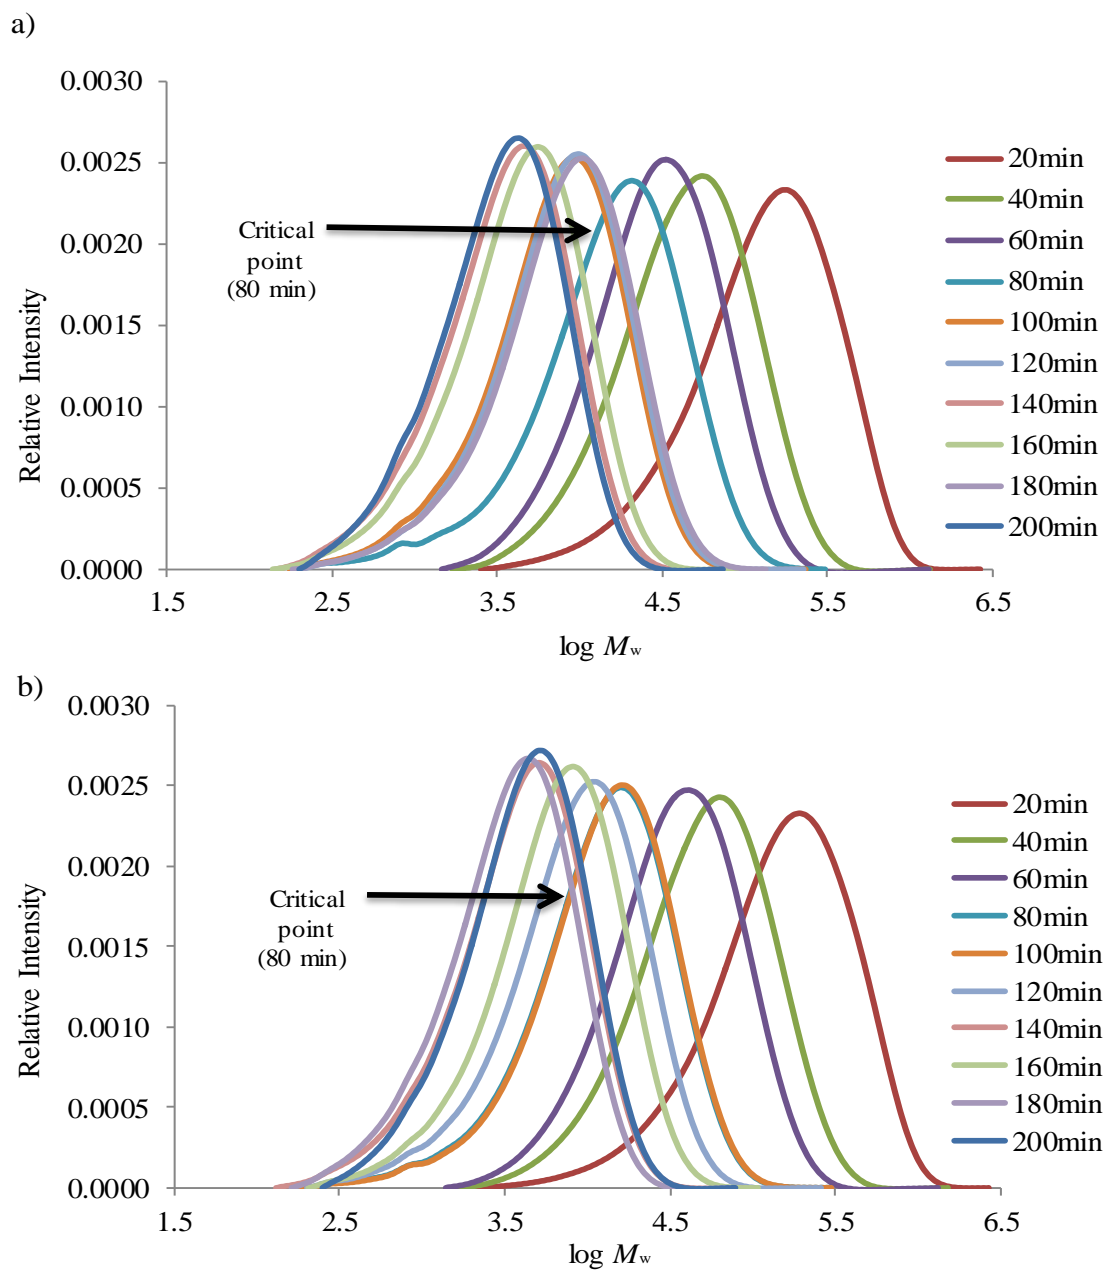 a)
0.0030
0.0025
0.0020
0.0015
0.0010
0.0005
0.0000
Relative Intensity
1.5 2.5 3.5 4.5 5.5 6.5
log Mw
Critical
point
(80 min)
20min
40min
60min
80min
100min
120min
140min
160min
180min
200min
b)
0.0030
0.0025
0.0020
0.0015
0.0010
0.0005
0.0000
Relative Intensity
1.5 2.5 3.5 4.5 5.5 6.5
log Mw
Critical
point
(80 min)
20min
40min
60min
80min
100min
120min
140min
160min
180min
200min